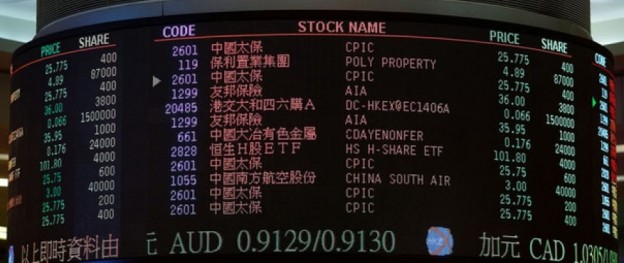 PRICE SHARE CODE STOCK NAME PRICE SHARE CODE
25.775 400 2601 中國太保 CPIC 25.775 400
4.89 87000 119 保利置業集團 POLY PROPERTY 4.89 87000
25.775 400 2601 中國太保 CPIC 25.775 400
36.00 3800 1299 友邦保險 AIA 36.00 3800
0.066 1500000 20485 港交大和四六購A DC-HKEX@EC1406A 0.066 1500000
35.95 1000 1299 友邦保險 AIA 35.95 1000
0.176 24000 661 中國大冶有色金屬 CDAYENONFER 0.176 24000
101.80 4000 2828 恒生H股ETF HS H-SHARE ETF 101.80 4000
25.75 600 2601 中國太保 CPIC 25.75 600
3.00 40000 1055 中國南方航空股份 CHINA SOUTH AIR 3.00 40000
25.775 200 2601 中國太保 CPIC 25.775 200
25.775 400 2601 中國太保 CPIC 25.775 400
以上即時資料由 元 AUD 0.9129/0.9130 加元 CAD 1.0305/1.0